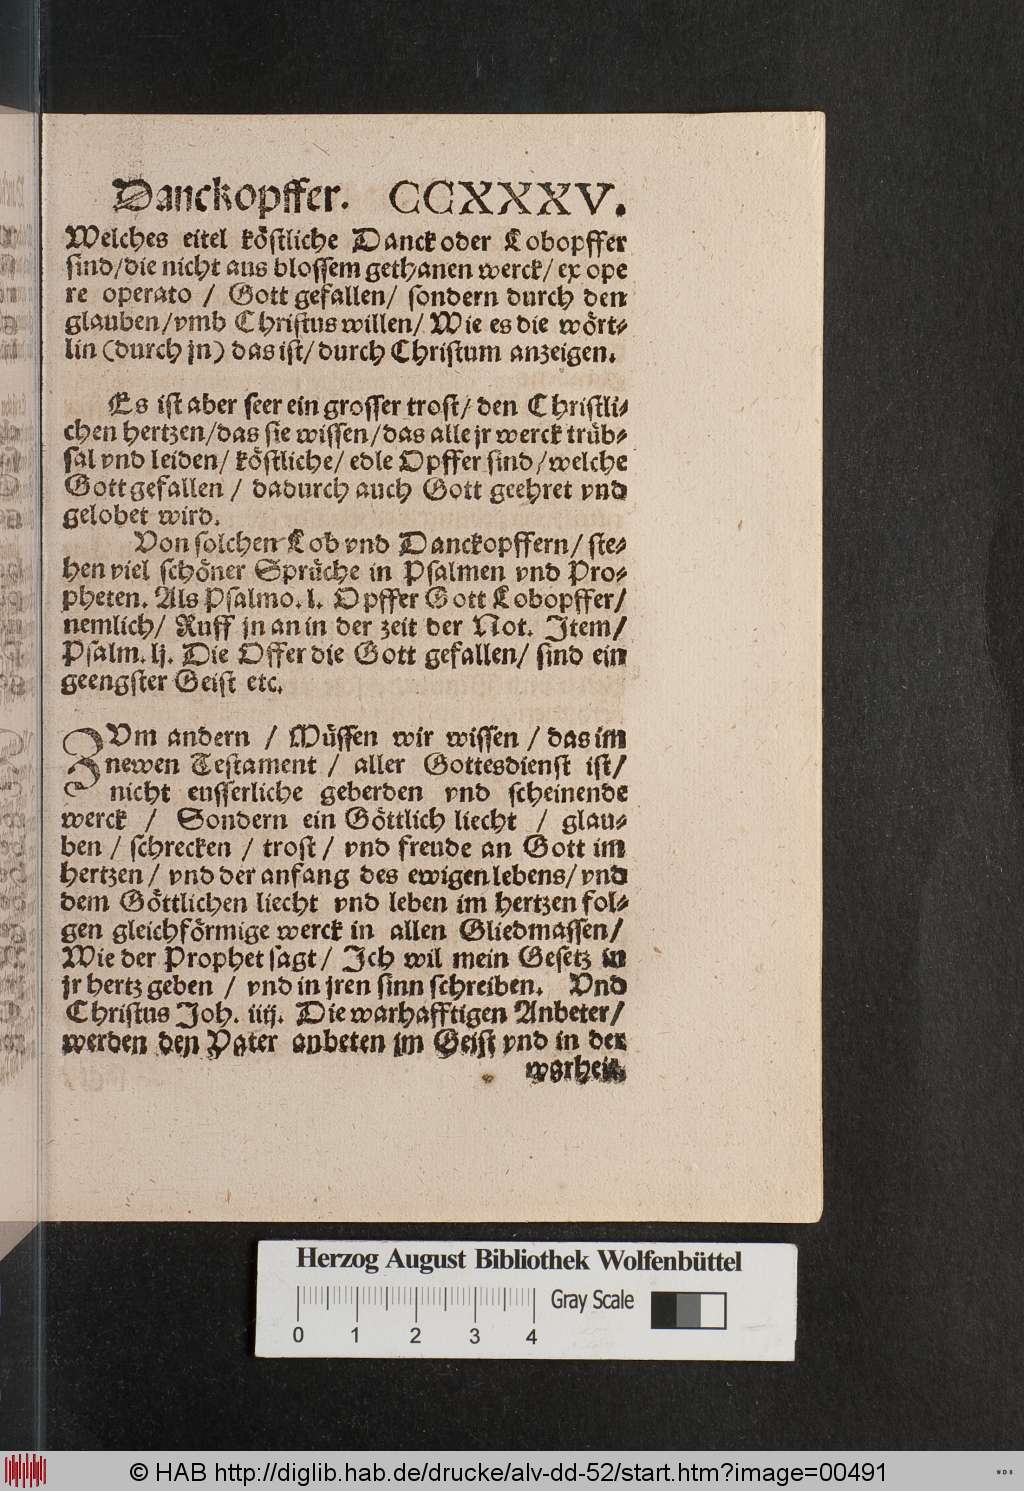 Danckopffer. CCXXXV.
Welches eitel köstliche Danck oder Lobopffer
sind/die nicht aus blossem gethanen werck/ ex ope
re operato / Gott gefallen/ sondern durch den
glauben/vmb Christus willen/ Wie es die wört-
lin (durch jn) das ist/ durch Christum anzeigen.
Es ist aber seer ein grosser trost/ den Christli-
chen hertzen/das sie wissen/das alle jr werck trüb-
sal vnd leiden/ köstliche/ edle Opffer sind/welche
Gott gefallen / dadurch auch Gott geehret vnd
gelobet wird.
Von solchen Lob vnd Danckopffern/ ste-
hen viel schöner Sprüche in Psalmen vnd Pro-
pheten. Als Psalmo. l. Opffer Gott Lobopffer/
nemlich/ Ruff jn an in der zeit der Not. Item/
Psalm. lj. Die Offer die Gott gefallen/ sind ein
geengster Geist etc.
ZVm andern / Müssen wir wissen / das im
newen Testament / aller Gottesdienst ist/
nicht eusserliche geberden vnd scheinende
werck / Sondern ein Göttlich liecht / glau-
ben / schrecken / trost / vnd freude an Gott im
hertzen / vnd der anfang des ewigen lebens/ vnd
dem Göttlichen liecht vnd leben im hertzen fol-
gen gleichförmige werck in allen Gliedmassen/
Wie der Prophet sagt / Ich wil mein Gesetz in
jr hertz geben / vnd in jren sinn schreiben. Vnd
Christus Joh. iiij. Die warhafftigen Anbeter/
werden den Vater anbeten im Geist vnd in der
warheit.
Herzog August Bibliothek Wolfenbüttel
Gray Scale
0 1 2 3 4
© HAB http://diglib.hab.de/drucke/alv-dd-52/start.htm?image=00491